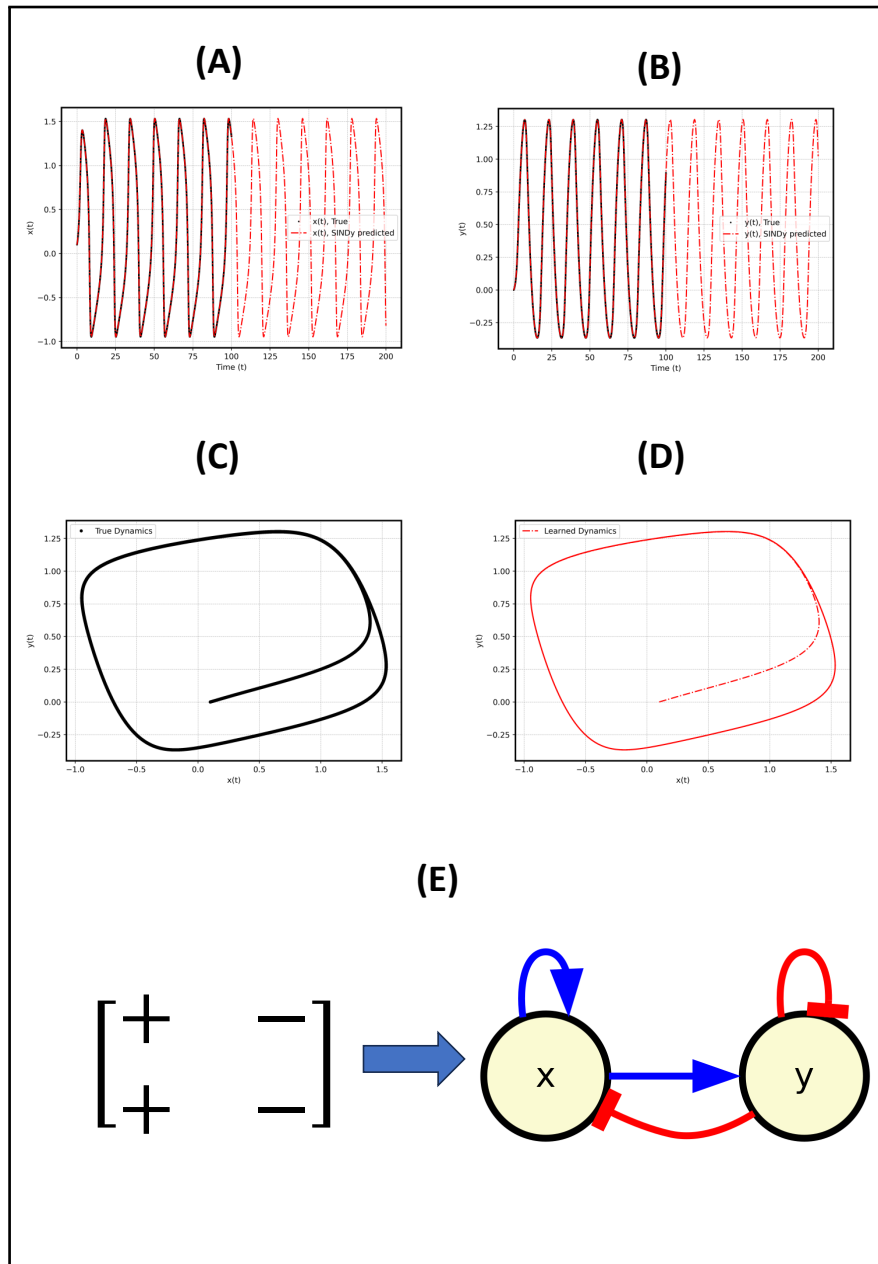 (A)
1.5
1.0
0.5
0.0
−0.5
−1.0
x(t)
x(t), True
x(t), SINDy predicted
0 25 50 75 100 125 150 175 200
Time (t)
(B)
1.25
1.00
0.75
0.50
0.25
0.00
−0.25
y(t)
y(t), True
y(t), SINDy predicted
0 25 50 75 100 125 150 175 200
Time (t)
(C)
True Dynamics
1.25
1.00
0.75
0.50
0.25
0.00
−0.25
y(t)
−1.0 −0.5 0.0 0.5 1.0 1.5
x(t)
(D)
Learned Dynamics
1.25
1.00
0.75
0.50
0.25
0.00
−0.25
y(t)
−1.0 −0.5 0.0 0.5 1.0 1.5
x(t)
(E)
[+ −
+ −]
x
y